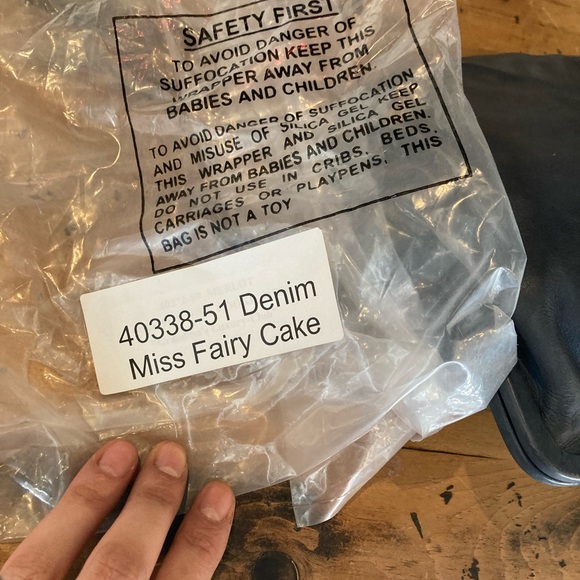 SAFETY FIRST
TO AVOID DANGER OF
SUFFOCATION KEEP THIS
WRAPPER AWAY FROM
BABIES AND CHILDREN.
TO AVOID DANGER OF SUFFOCATION
AND MISUSE OF SILICA GEL KEEP
THIS WRAPPER AND SILICA GEL
AWAY FROM BABIES AND CHILDREN.
DO NOT USE IN CRIBS, BEDS,
CARRIAGES OR PLAYPENS, THIS
BAG IS NOT A TOY
40338-51 Denim
Miss Fairy Cake